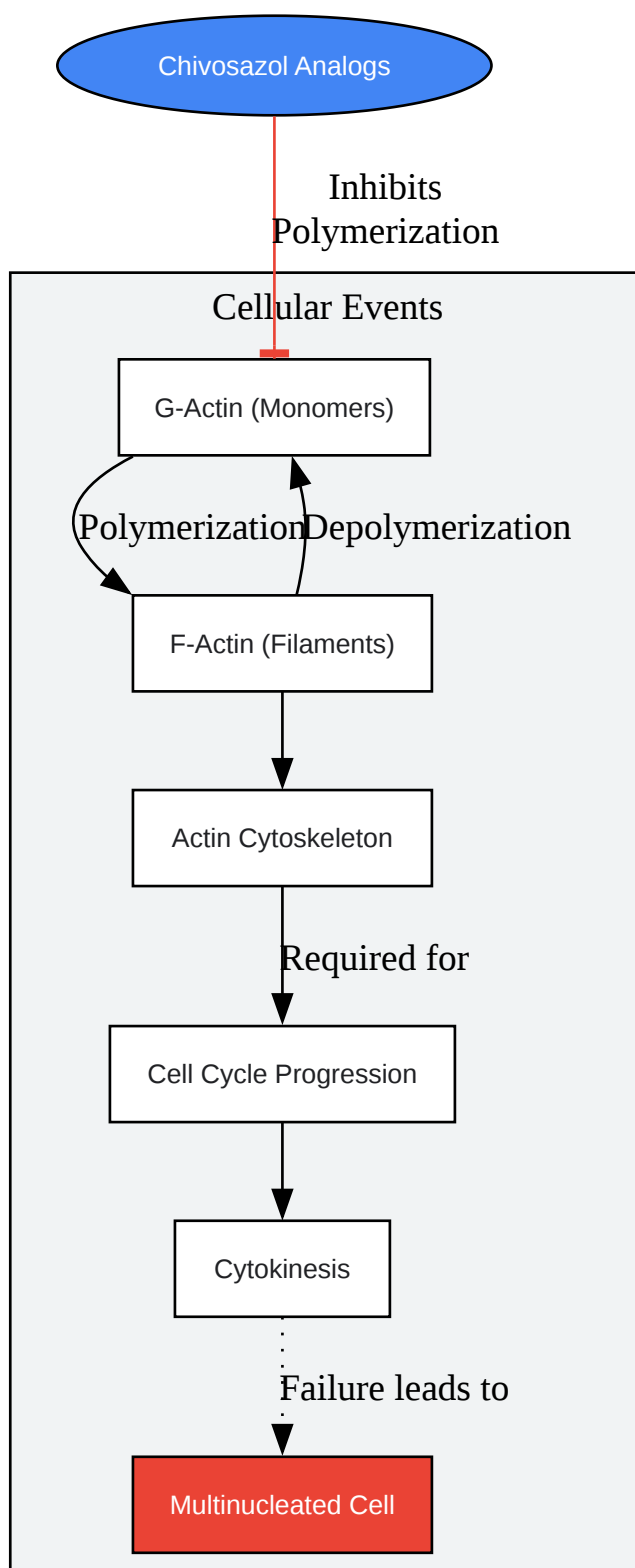 Chivosazol Analogs
Inhibits
Polymerization
Cellular Events
G-Actin (Monomers)
Polymerization
Depolymerization
F-Actin (Filaments)
Actin Cytoskeleton
Required for
Cell Cycle Progression
Cytokinesis
Failure leads to
Multinucleated Cell